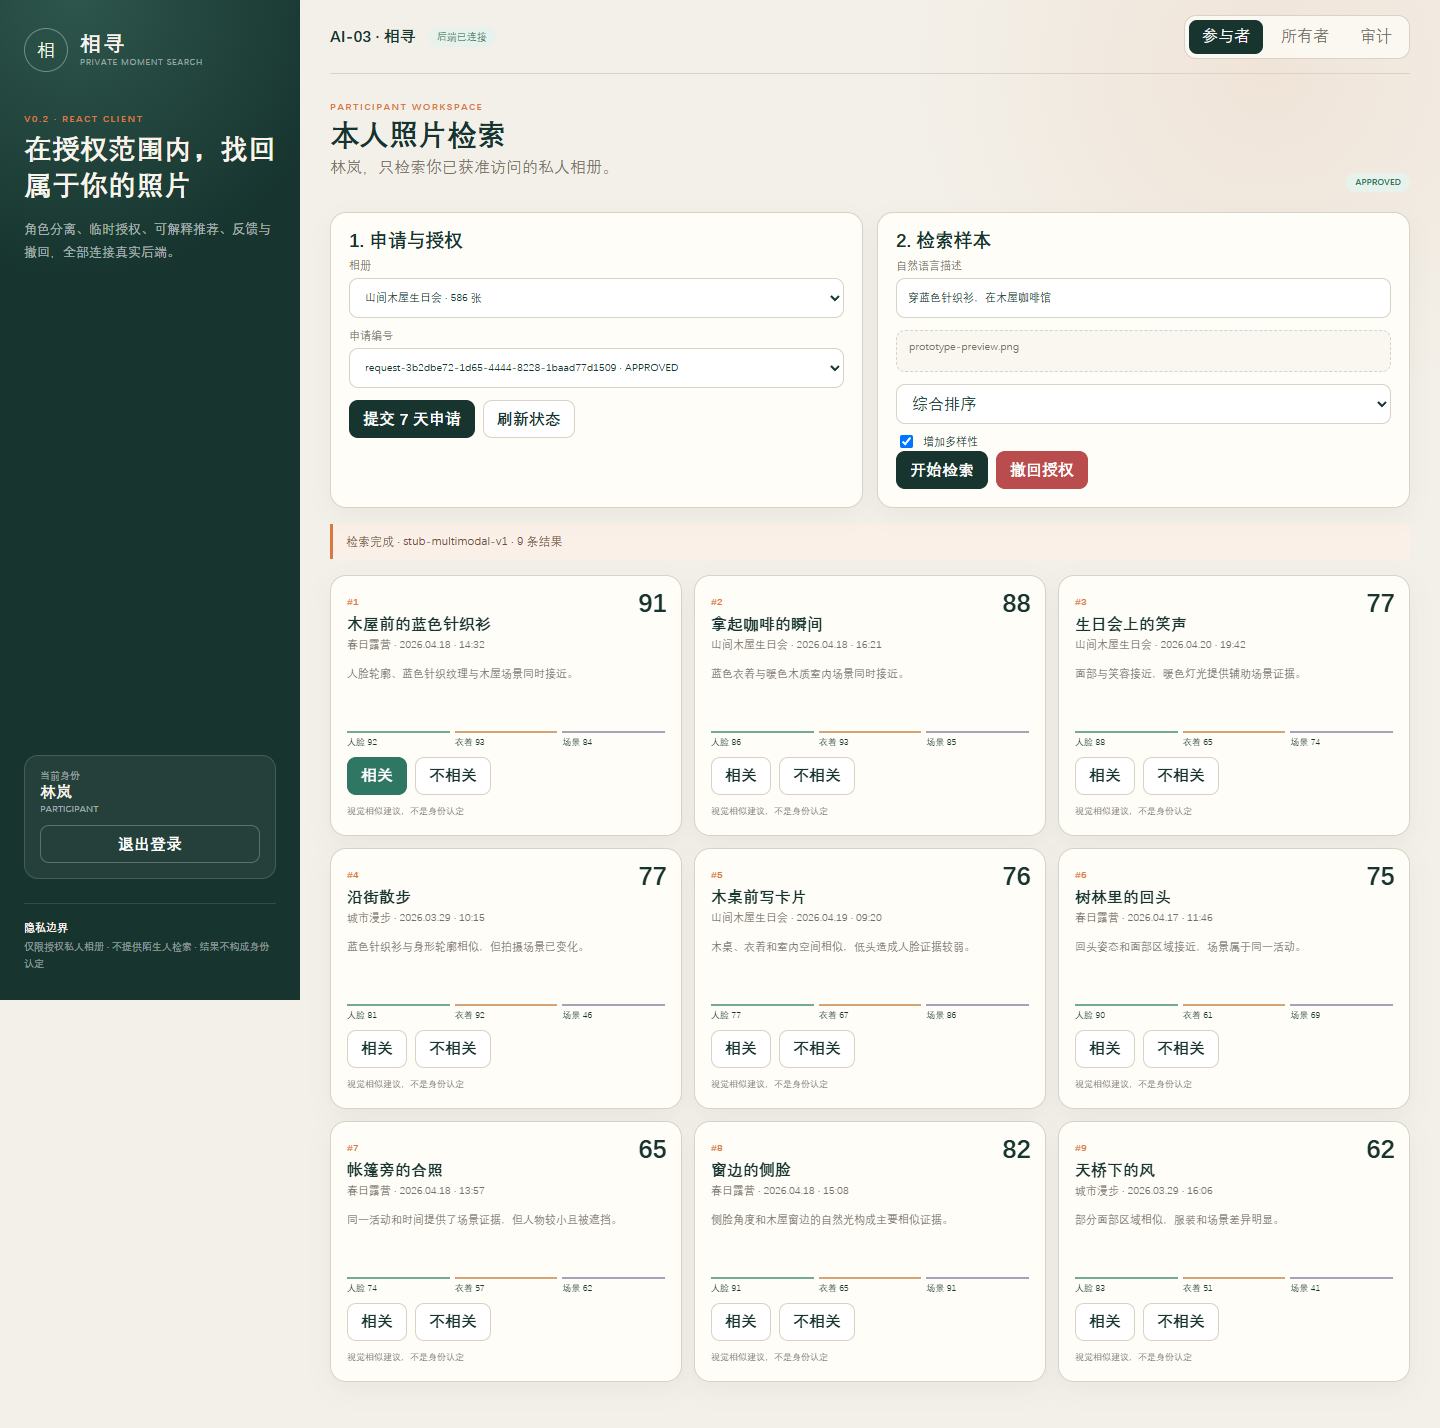 相
相寻
PRIVATE MOMENT SEARCH
V0.2 · REACT CLIENT
在授权范围内，找回
属于你的照片
角色分离、临时授权、可解释推荐、反馈与
撤回，全部连接真实后端。
当前身份
林岚
PARTICIPANT
退出登录
隐私边界
仅限授权私人相册 · 不提供陌生人检索 · 结果不构成身份
认定
AI-03 · 相寻
后端已连接
参与者
所有者
审计
PARTICIPANT WORKSPACE
本人照片检索
林岚，只检索你已获准访问的私人相册。
APPROVED
1. 申请与授权
相册
山间木屋生日会 · 586 张
申请编号
request-3b2dbe72-1d65-4444-8228-1baad77d1509 · APPROVED
提交 7 天申请
刷新状态
2. 检索样本
自然语言描述
穿蓝色针织衫，在木屋咖啡馆
prototype-preview.png
综合排序
增加多样性
开始检索
撤回授权
检索完成 · stub-multimodal-v1 · 9 条结果
#1
91
木屋前的蓝色针织衫
春日露营 · 2026.04.18 · 14:32
人脸轮廓、蓝色针织纹理与木屋场景同时接近。
人脸 92
衣着 93
场景 84
相关
不相关
视觉相似建议，不是身份认定
#2
88
拿起咖啡的瞬间
山间木屋生日会 · 2026.04.18 · 16:21
蓝色衣着与暖色木质室内场景同时接近。
人脸 86
衣着 93
场景 85
相关
不相关
视觉相似建议，不是身份认定
#3
77
生日会上的笑声
山间木屋生日会 · 2026.04.20 · 19:42
面部与笑容接近，暖色灯光提供辅助场景证据。
人脸 88
衣着 65
场景 74
相关
不相关
视觉相似建议，不是身份认定
#4
77
沿街散步
城市漫步 · 2026.03.29 · 10:15
蓝色针织衫与身形轮廓相似，但拍摄场景已变化。
人脸 81
衣着 92
场景 46
相关
不相关
视觉相似建议，不是身份认定
#5
76
木桌前写卡片
山间木屋生日会 · 2026.04.19 · 09:20
木桌、衣着和室内空间相似，低头造成人脸证据较弱。
人脸 77
衣着 67
场景 86
相关
不相关
视觉相似建议，不是身份认定
#6
75
树林里的回头
春日露营 · 2026.04.17 · 11:46
回头姿态和面部区域接近，场景属于同一活动。
人脸 90
衣着 61
场景 69
相关
不相关
视觉相似建议，不是身份认定
#7
65
帐篷旁的合照
春日露营 · 2026.04.18 · 13:57
同一活动和时间提供了场景证据，但人物较小且被遮挡。
人脸 74
衣着 57
场景 62
相关
不相关
视觉相似建议，不是身份认定
#8
82
窗边的侧脸
春日露营 · 2026.04.18 · 15:08
侧脸角度和木屋窗边的自然光构成主要相似证据。
人脸 91
衣着 65
场景 91
相关
不相关
视觉相似建议，不是身份认定
#9
62
天桥下的风
城市漫步 · 2026.03.29 · 16:06
部分面部区域相似，服装和场景差异明显。
人脸 83
衣着 51
场景 41
相关
不相关
视觉相似建议，不是身份认定